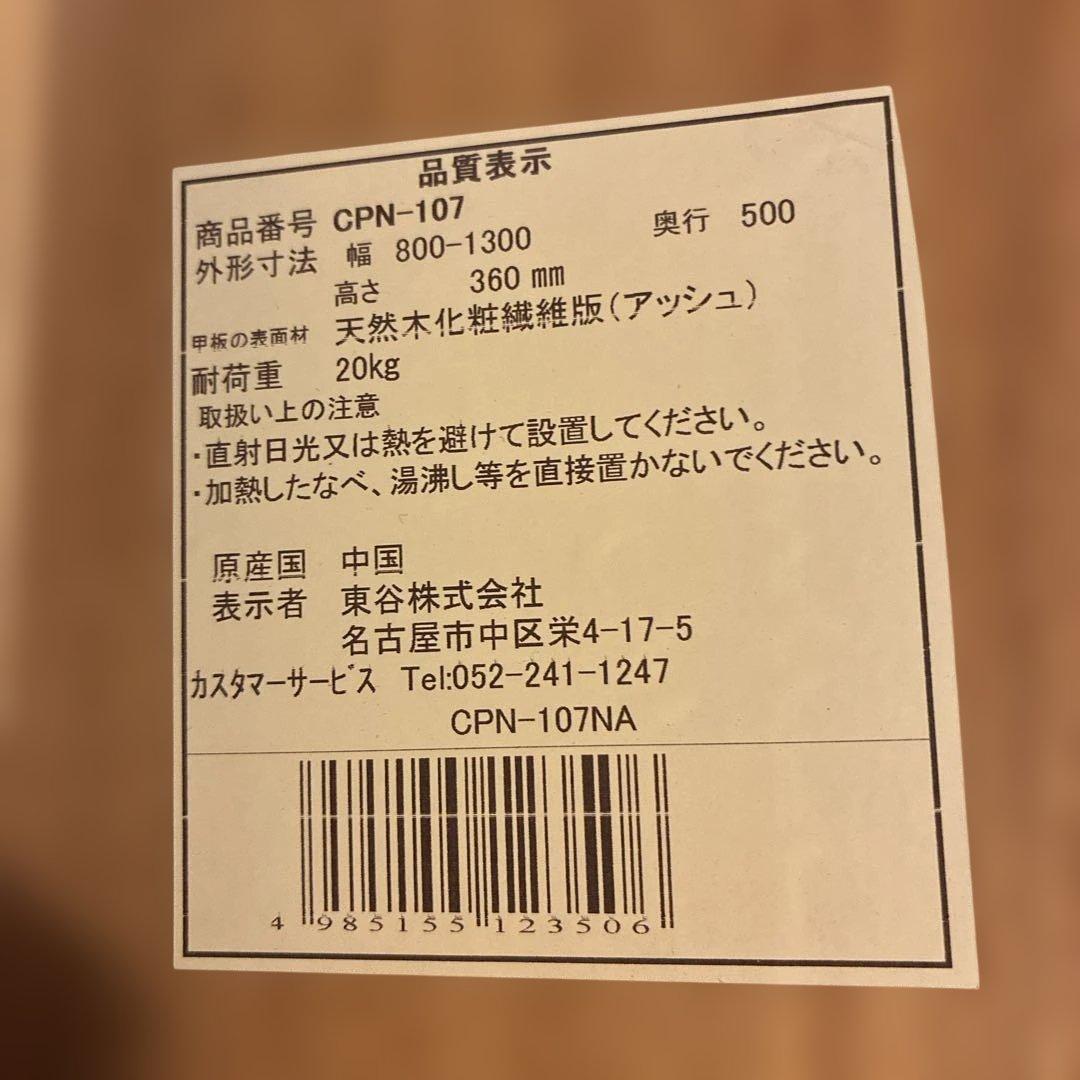 品質表示
商品番号 CPN-107
外形寸法 幅 800-1300 奥行 500
高さ 360 mm
甲板の表面材 天然木化粧繊維版(アッシュ)
耐荷重 20kg
取扱い上の注意
・直射日光又は熱を避けて設置してください。
・加熱したなべ、湯沸し等を直接置かないでください。
原産国 中国
表示者 東谷株式会社
名古屋市中区栄4-17-5
カスタマーサービス Tel:052-241-1247
CPN-107NA
4 985155 123506